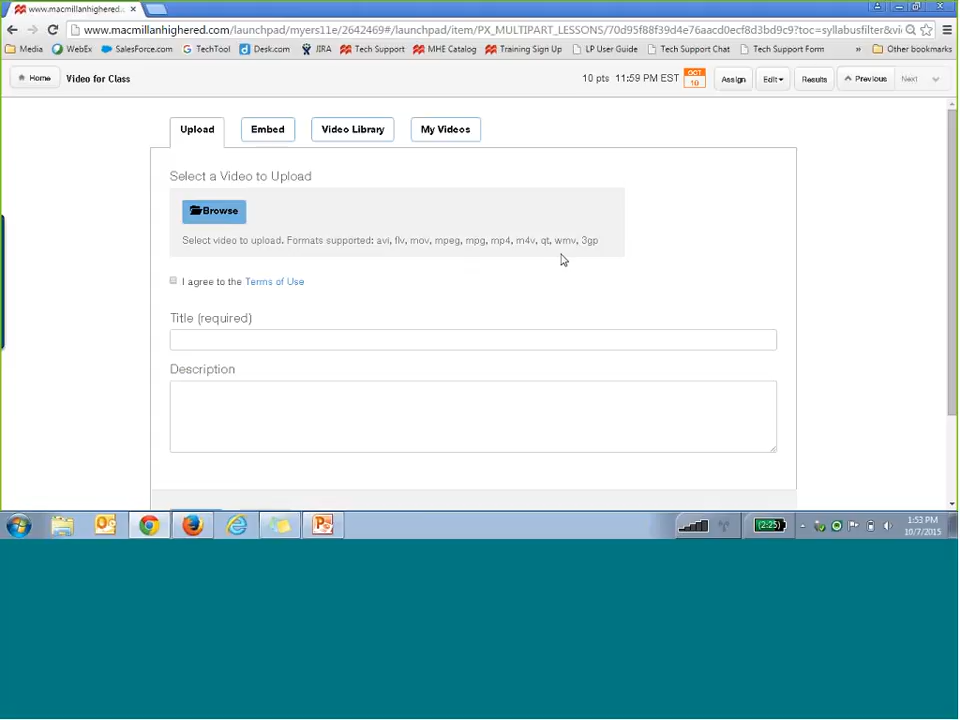 www.macmillanhighered.c
www.macmillanhighered.com/launchpad/myers11e/2642469#/launchpad/item/PX_MULTIPART_LESSONS/70d95f88f39d4e76aacd0ecf8d3bd9c9?toc=syllabusfilter&vi
Media WebEx SalesForce.com TechTool Desk.com JIRA Tech Support MHE Catalog Training Sign Up LP User Guide Tech Support Chat Tech Support Form » Other bookmarks
Home Video for Class 10 pts 11:59 PM EST OCT 10 Assign Edit Results Previous Next
Upload Embed Video Library My Videos
Select a Video to Upload
Browse
Select video to upload. Formats supported: avi, flv, mov, mpeg, mpg, mp4, m4v, qt, wmv, 3gp
I agree to the Terms of Use
Title (required)
Description
(2:25) 1:53 PM
10/7/2015